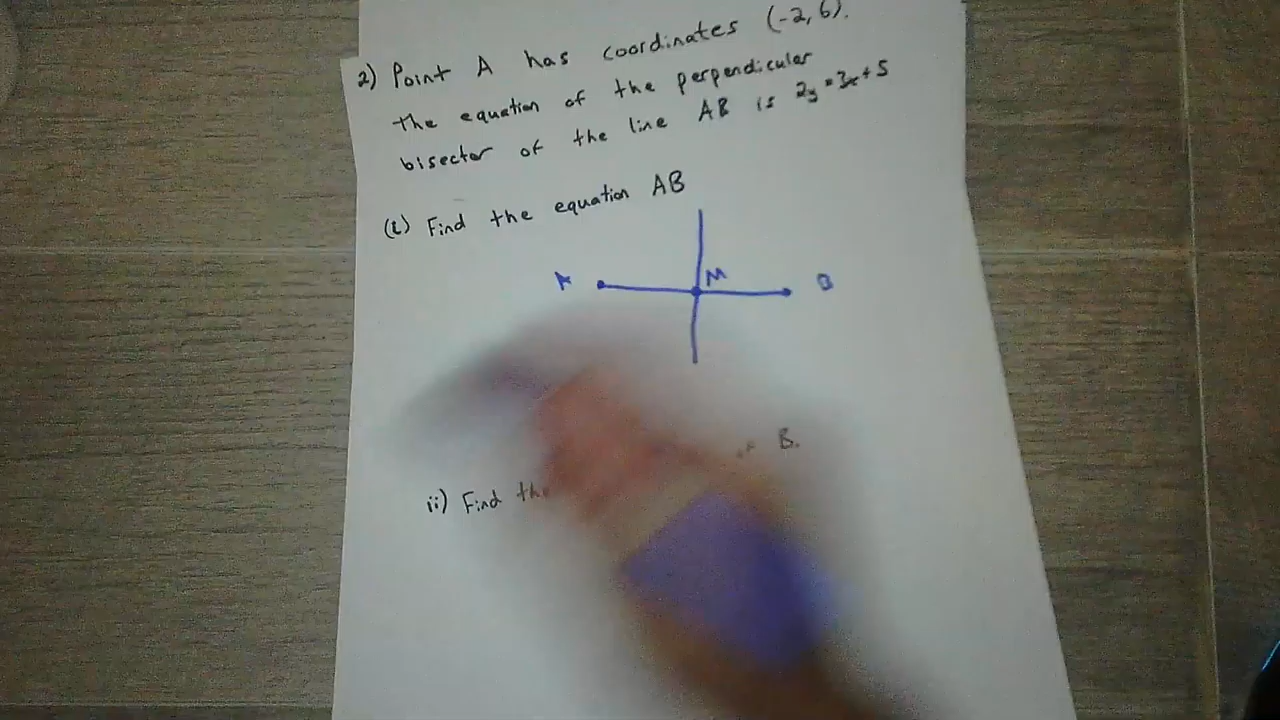 2) Point A has coordinates (-2, 6).
the equation of the perpendicular
bisector of the line AB is 2y = 3x + 5
(i) Find the equation AB
A M B
B.
ii) Find the